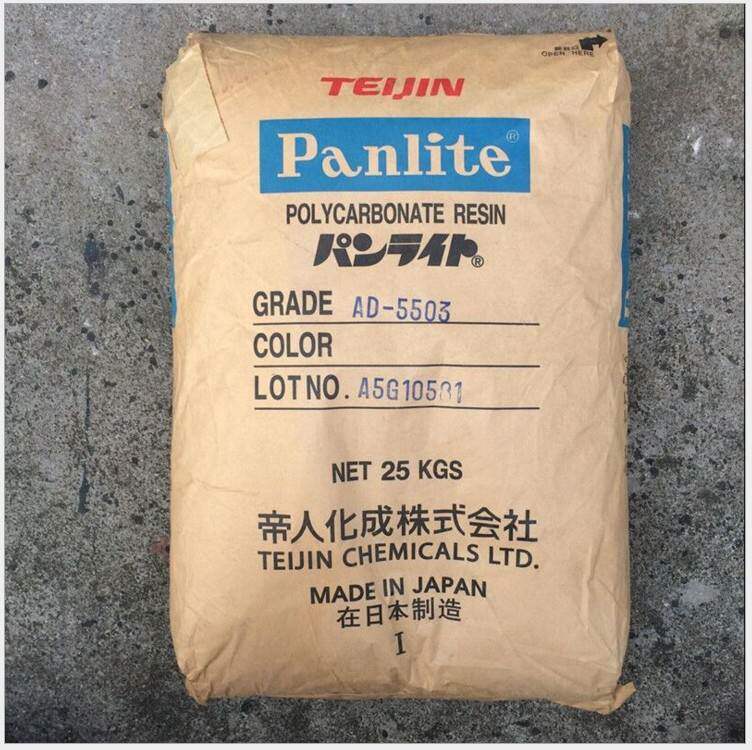 OPEN HERE
TEIJIN
Panlite®
POLYCARBONATE RESIN
パンライト®
GRADE AD-5503
COLOR
LOT NO. A5G10581
NET 25 KGS
帝人化成株式会社
TEIJIN CHEMICALS LTD.
MADE IN JAPAN
在日本制造
I